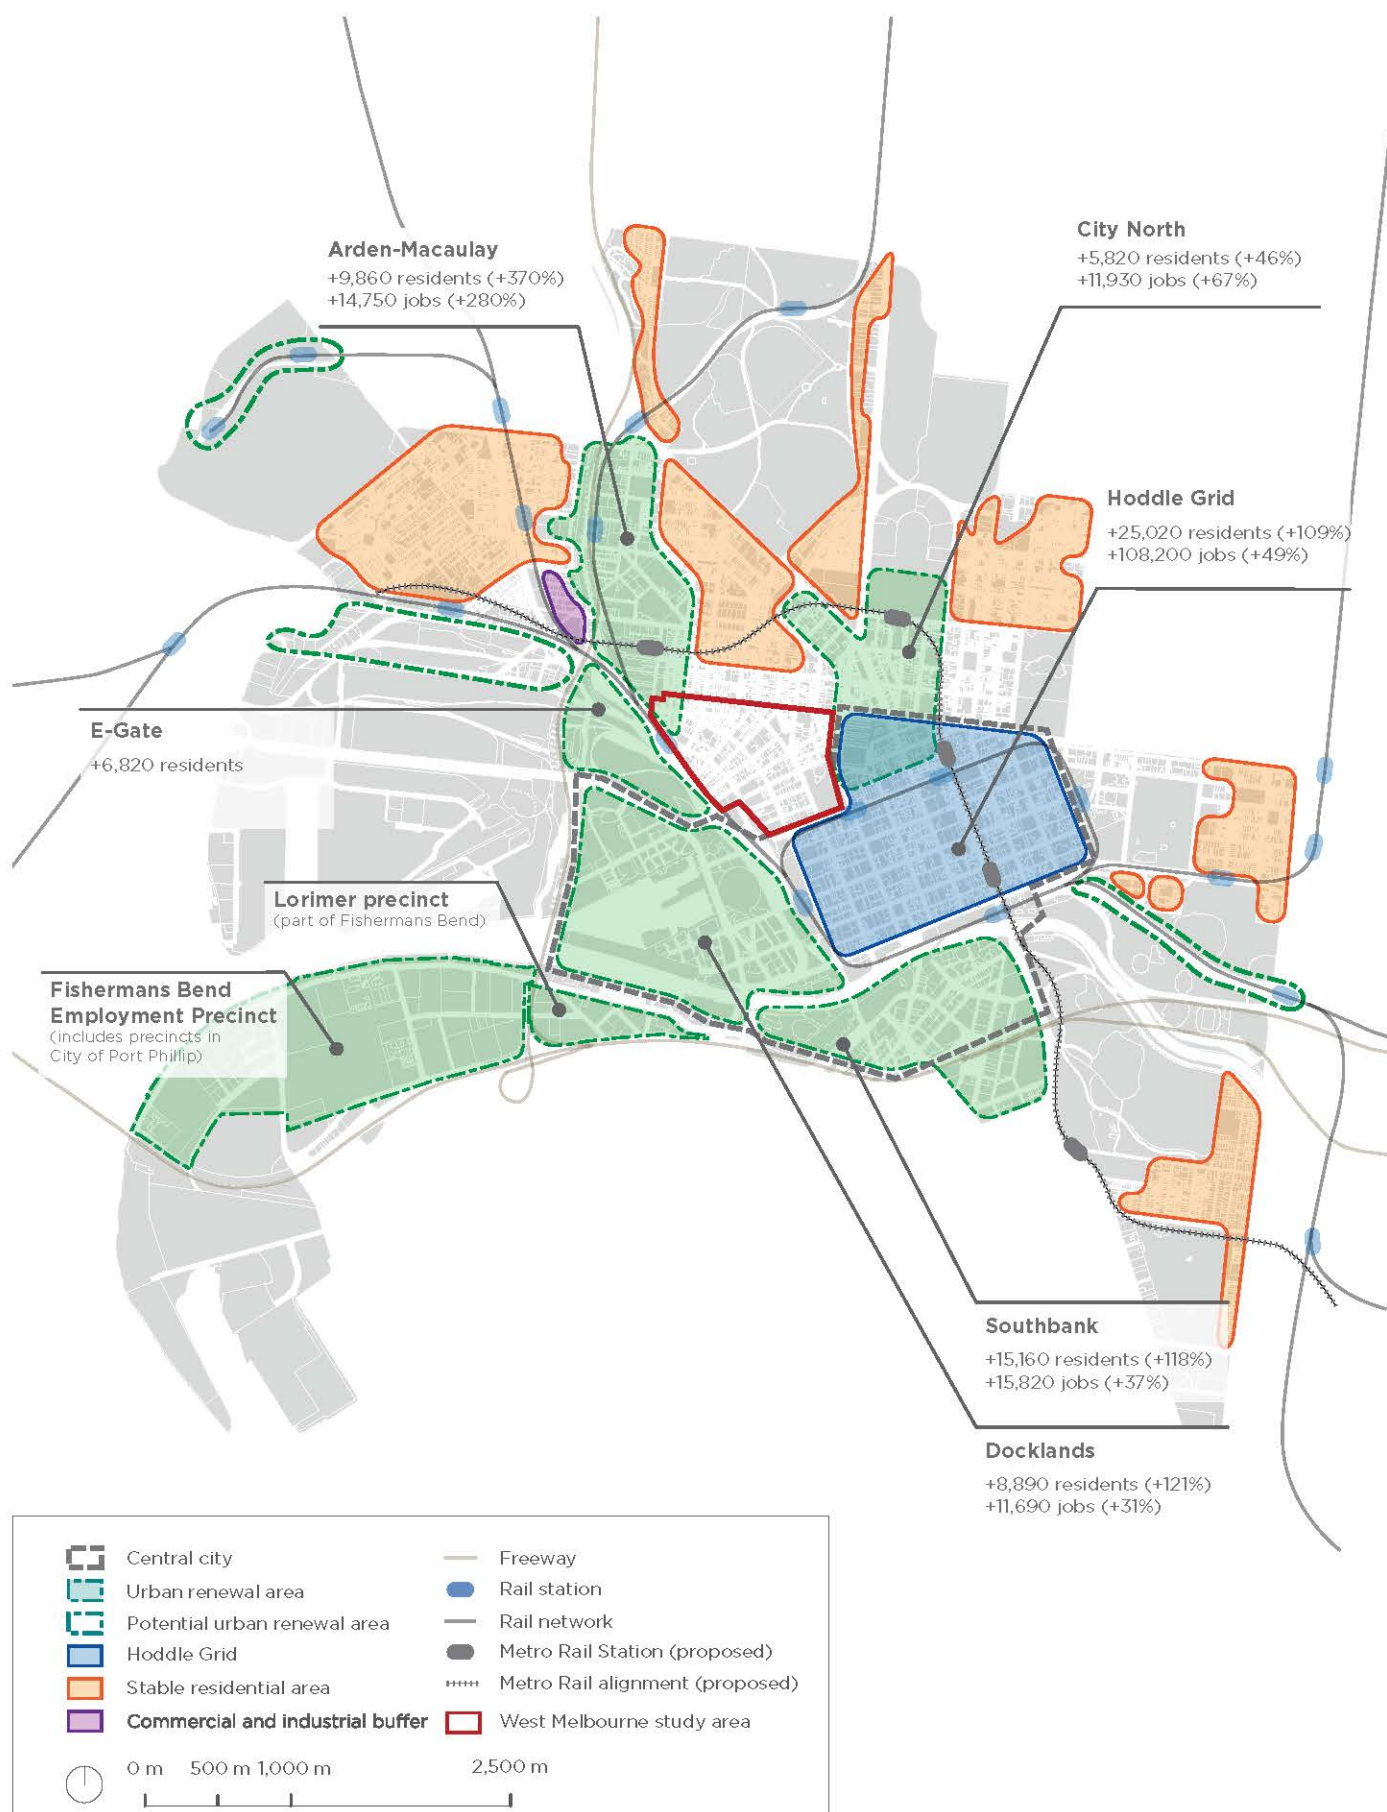 Arden-Macaulay
+9,860 residents (+370%)
+14,750 jobs (+280%)
City North
+5,820 residents (+46%)
+11,930 jobs (+67%)
Hoddle Grid
+25,020 residents (+109%)
+108,200 jobs (+49%)
E-Gate
+6,820 residents
Lorimer precinct
(part of Fishermans Bend)
Fishermans Bend
Employment Precinct
(includes precincts in
City of Port Phillip)
Southbank
+15,160 residents (+118%)
+15,820 jobs (+37%)
Docklands
+8,890 residents (+121%)
+11,690 jobs (+31%)
Central city
Urban renewal area
Potential urban renewal area
Hoddle Grid
Stable residential area
Commercial and industrial buffer
Freeway
Rail station
Rail network
Metro Rail Station (proposed)
Metro Rail alignment (proposed)
West Melbourne study area
0 m 500 m 1,000 m 2,500 m